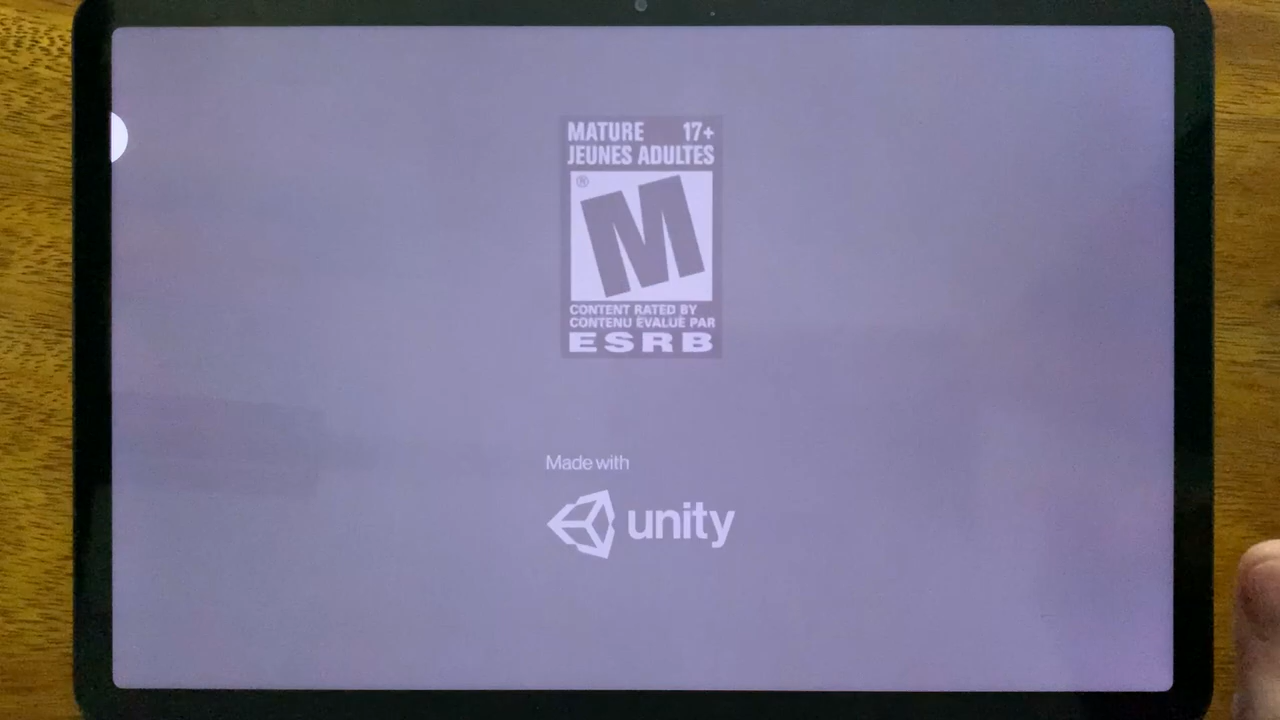 MATURE 17+
JEUNES ADULTES
®
M
CONTENT RATED BY
CONTENU ÉVALUÉ PAR
ESRB
Made with
unity